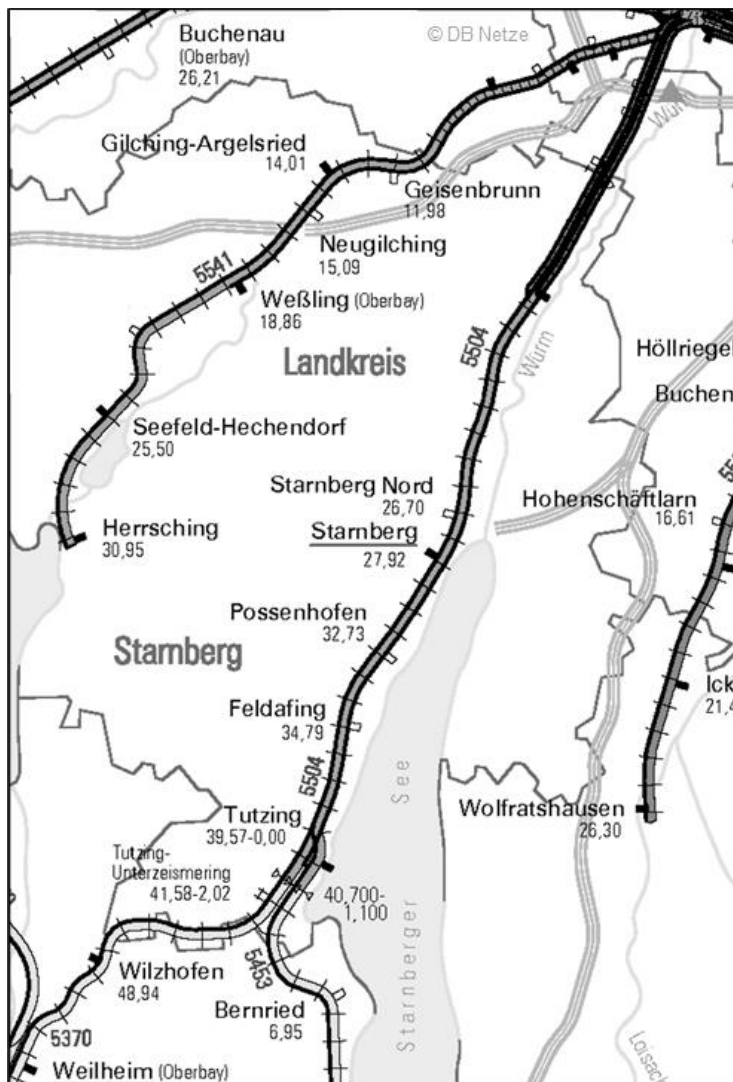 Buchenau
(Oberbay)
26,21
© DB Netze
Würm
Gilching-Argelsried
14,01
Geisenbrunn
11,98
Neugilching
15,09
5541
Weßling (Oberbay)
18,86
5504
Würm
Landkreis
Höllriegel
Buchen
Seefeld-Hechendorf
25,50
Starnberg Nord
26,70
Hohenschäftlarn
16,61
Herrsching
30,95
Starnberg
27,92
Possenhofen
32,73
Starnberg
Ick
21,4
Feldafing
34,79
5504
See
Tutzing
39,57-0,00
Wolfratshausen
26,30
Tutzing-
Unterzeismering
41,58-2,02
40,700-
1,100
Starnberger
Wilzhofen
48,94
5453
Bernried
6,95
5370
Loisach
Weilheim (Oberbay)